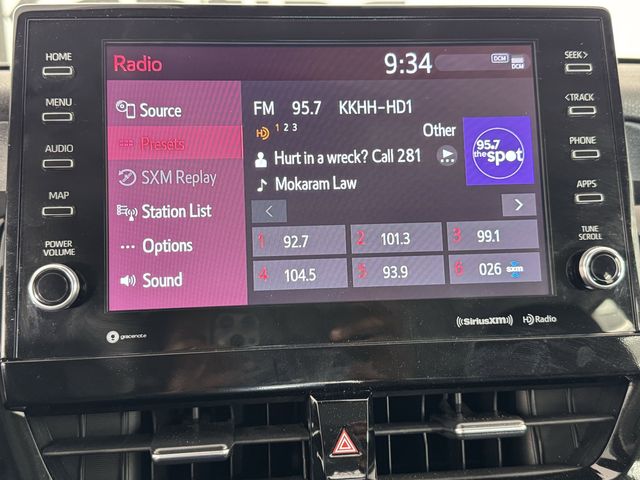 Radio
9:34
DCM
DCM
HOME
MENU
AUDIO
MAP
POWER
VOLUME
Source
Presets
SXM Replay
Station List
Options
Sound
FM 95.7 KKHH-HD1
HD 1 2 3
Other
Hurt in a wreck? Call 281
Mokaram Law
95.7
the spot
< >
1 92.7
2 101.3
3 99.1
4 104.5
5 93.9
6 026 sxm
SEEK>
<TRACK
PHONE
APPS
TUNE
SCROLL
gracenote
((SiriusXM))
HD Radio